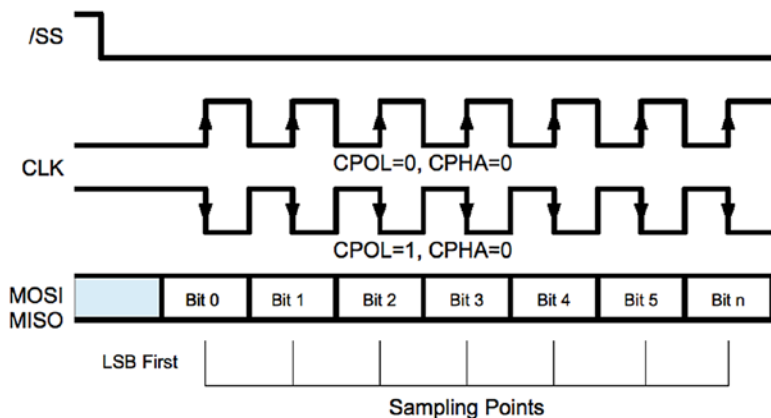 /SS
CLK
CPOL=0, CPHA=0
CPOL=1, CPHA=0
MOSI
MISO
Bit 0 Bit 1 Bit 2 Bit 3 Bit 4 Bit 5 Bit n
LSB First
Sampling Points